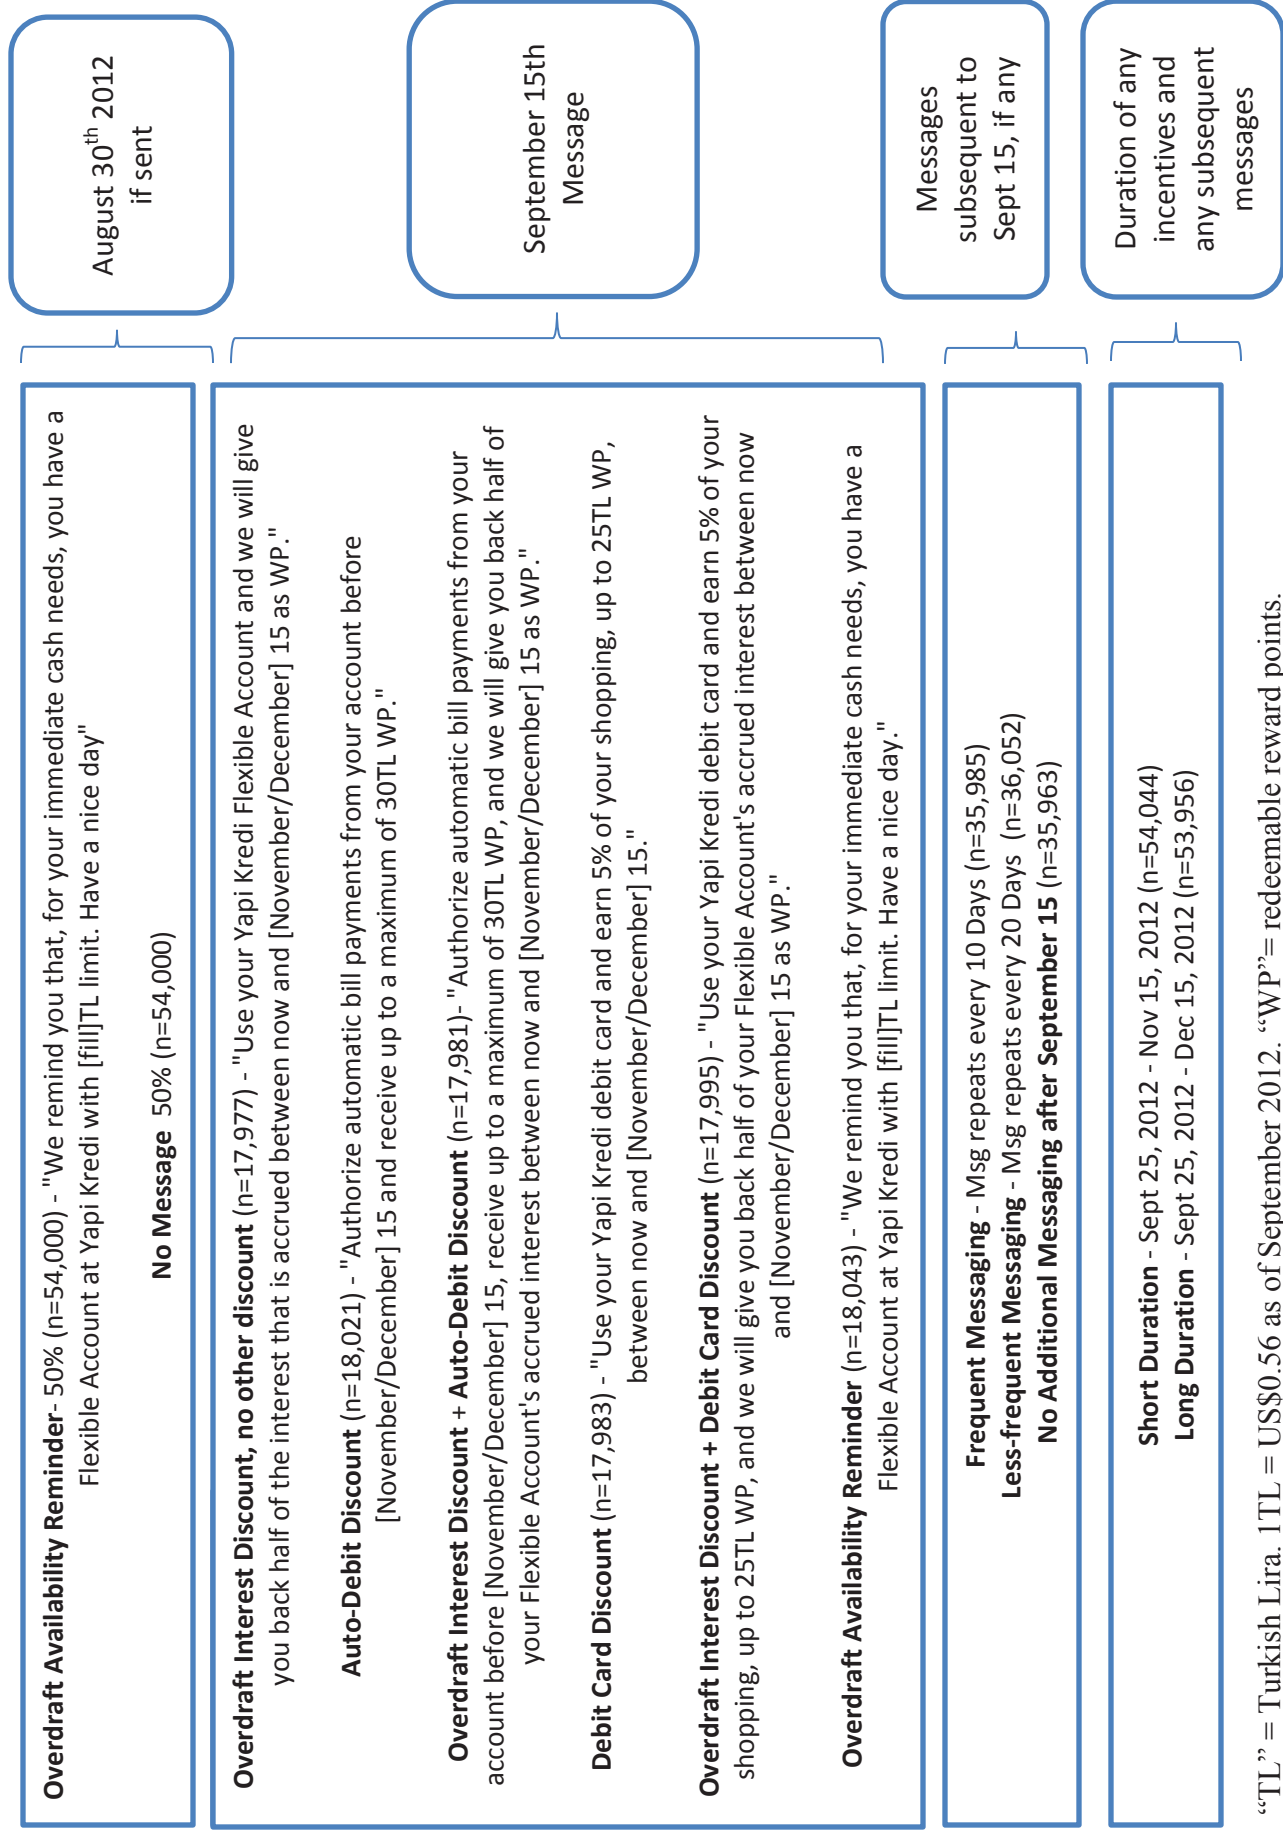 Overdraft Availability Reminder- 50% (n=54,000) - "We remind you that, for your immediate cash needs, you have a
Flexible Account at Yapi Kredi with [fill]TL limit. Have a nice day"
No Message 50% (n=54,000)
August 30th 2012
if sent
Overdraft Interest Discount, no other discount (n=17,977) - "Use your Yapi Kredi Flexible Account and we will give
you back half of the interest that is accrued between now and [November/December] 15 as WP."
Auto-Debit Discount (n=18,021) - "Authorize automatic bill payments from your account before
[November/December] 15 and receive up to a maximum of 30TL WP."
Overdraft Interest Discount + Auto-Debit Discount (n=17,981)- "Authorize automatic bill payments from your
account before [November/December] 15, receive up to a maximum of 30TL WP, and we will give you back half of
your Flexible Account's accrued interest between now and [November/December] 15 as WP."
Debit Card Discount (n=17,983) - "Use your Yapi Kredi debit card and earn 5% of your shopping, up to 25TL WP,
between now and [November/December] 15."
Overdraft Interest Discount + Debit Card Discount (n=17,995) - "Use your Yapi Kredi debit card and earn 5% of your
shopping, up to 25TL WP, and we will give you back half of your Flexible Account's accrued interest between now
and [November/December] 15 as WP."
Overdraft Availability Reminder (n=18,043) - "We remind you that, for your immediate cash needs, you have a
Flexible Account at Yapi Kredi with [fill]TL limit. Have a nice day."
September 15th
Message
Frequent Messaging - Msg repeats every 10 Days (n=35,985)
Less-frequent Messaging - Msg repeats every 20 Days (n=36,052)
No Additional Messaging after September 15 (n=35,963)
Messages
subsequent to
Sept 15, if any
Short Duration - Sept 25, 2012 - Nov 15, 2012 (n=54,044)
Long Duration - Sept 25, 2012 - Dec 15, 2012 (n=53,956)
Duration of any
incentives and
any subsequent
messages
“TL” = Turkish Lira. 1TL = US$0.56 as of September 2012. “WP”= redeemable reward points.